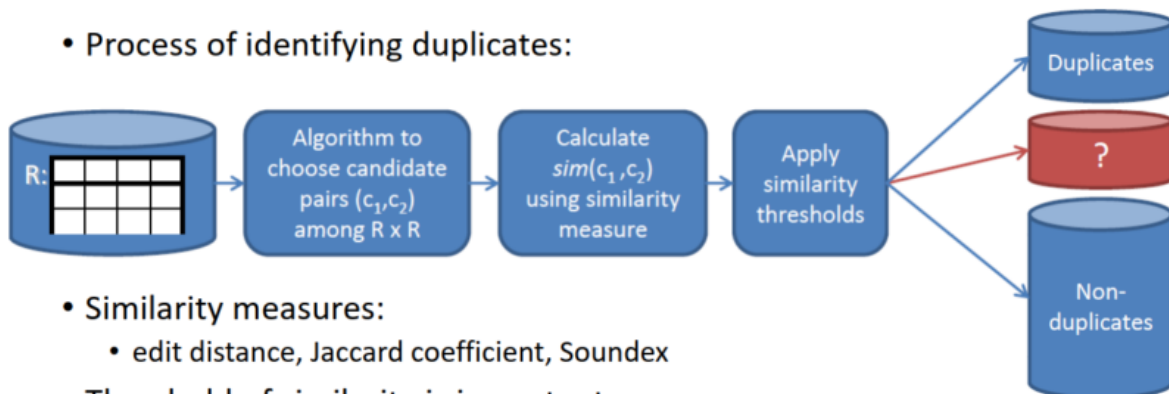 • Process of identifying duplicates:
R:
Algorithm to
choose candidate
pairs (c₁,c₂)
among R x R
Calculate
sim(c₁,c₂)
using similarity
measure
Apply
similarity
thresholds
Duplicates
?
Non-
duplicates
• Similarity measures:
• edit distance, Jaccard coefficient, Soundex